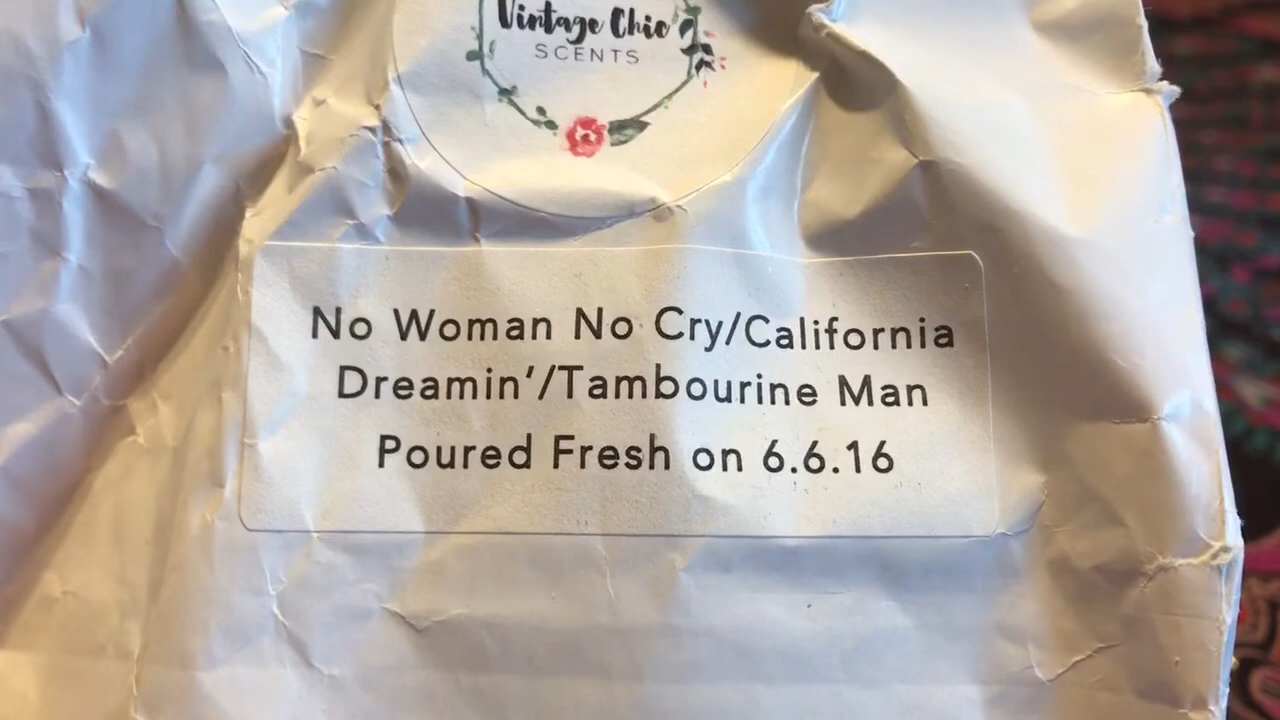 Vintage Chic
SCENTS
No Woman No Cry/California
Dreamin'/Tambourine Man
Poured Fresh on 6.6.16